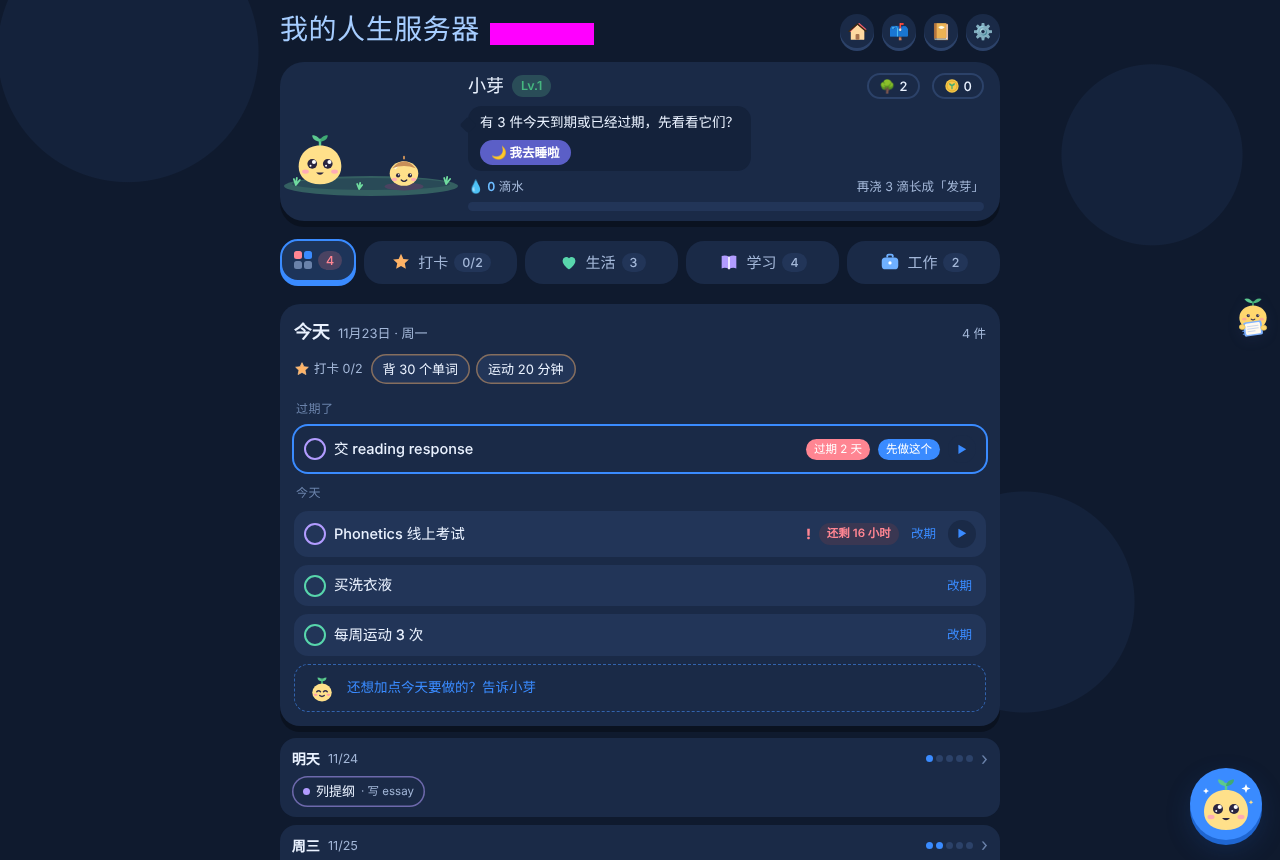 我的人生服务器
小芽 Lv.1 2 0
有 3 件今天到期或已经过期，先看看它们？
我去睡啦
0 滴水 再浇 3 滴长成「发芽」
4 打卡 0/2 生活 3 学习 4 工作 2
今天 11月23日 · 周一 4 件
打卡 0/2 背 30 个单词 运动 20 分钟
过期了
交 reading response 过期 2 天 先做这个
今天
Phonetics 线上考试 ! 还剩 16 小时 改期
买洗衣液 改期
每周运动 3 次 改期
还想加点今天要做的？告诉小芽
明天 11/24
列提纲 · 写 essay
周三 11/25